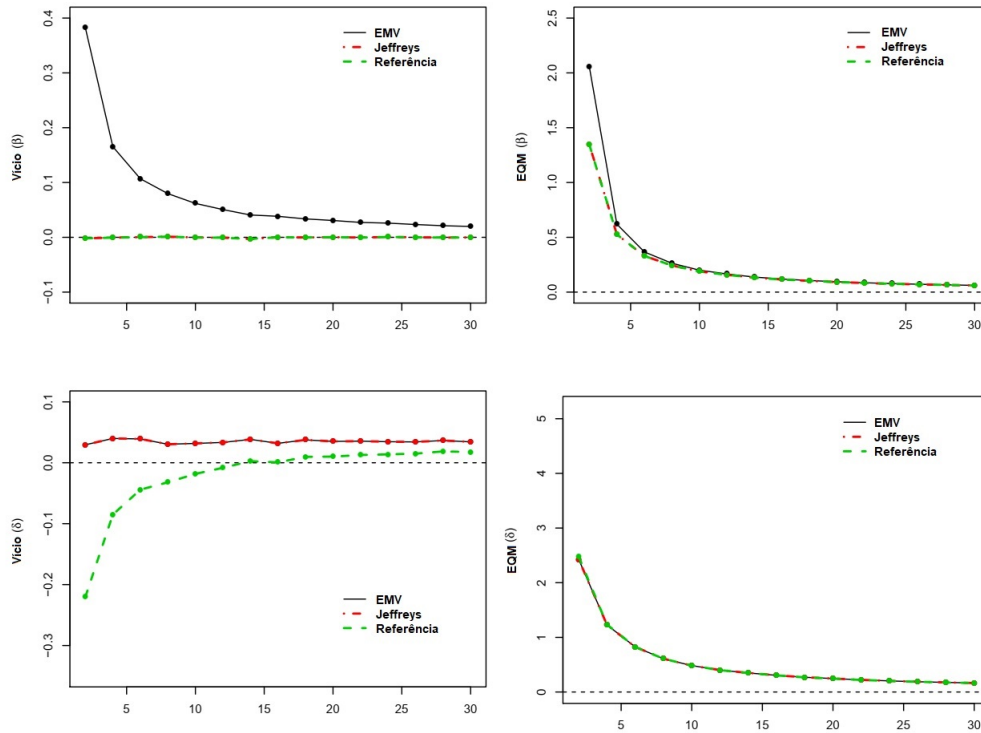 Vício (β)
0.4
0.3
0.2
0.1
0.0
−0.1
EMV
Jeffreys
Referência
5 10 15 20 25 30
EQM (β)
2.5
2.0
1.5
1.0
0.5
0.0
EMV
Jeffreys
Referência
5 10 15 20 25 30
Vício (δ)
0.1
0.0
−0.1
−0.2
−0.3
EMV
Jeffreys
Referência
5 10 15 20 25 30
EQM (δ)
5
4
3
2
1
0
EMV
Jeffreys
Referência
5 10 15 20 25 30